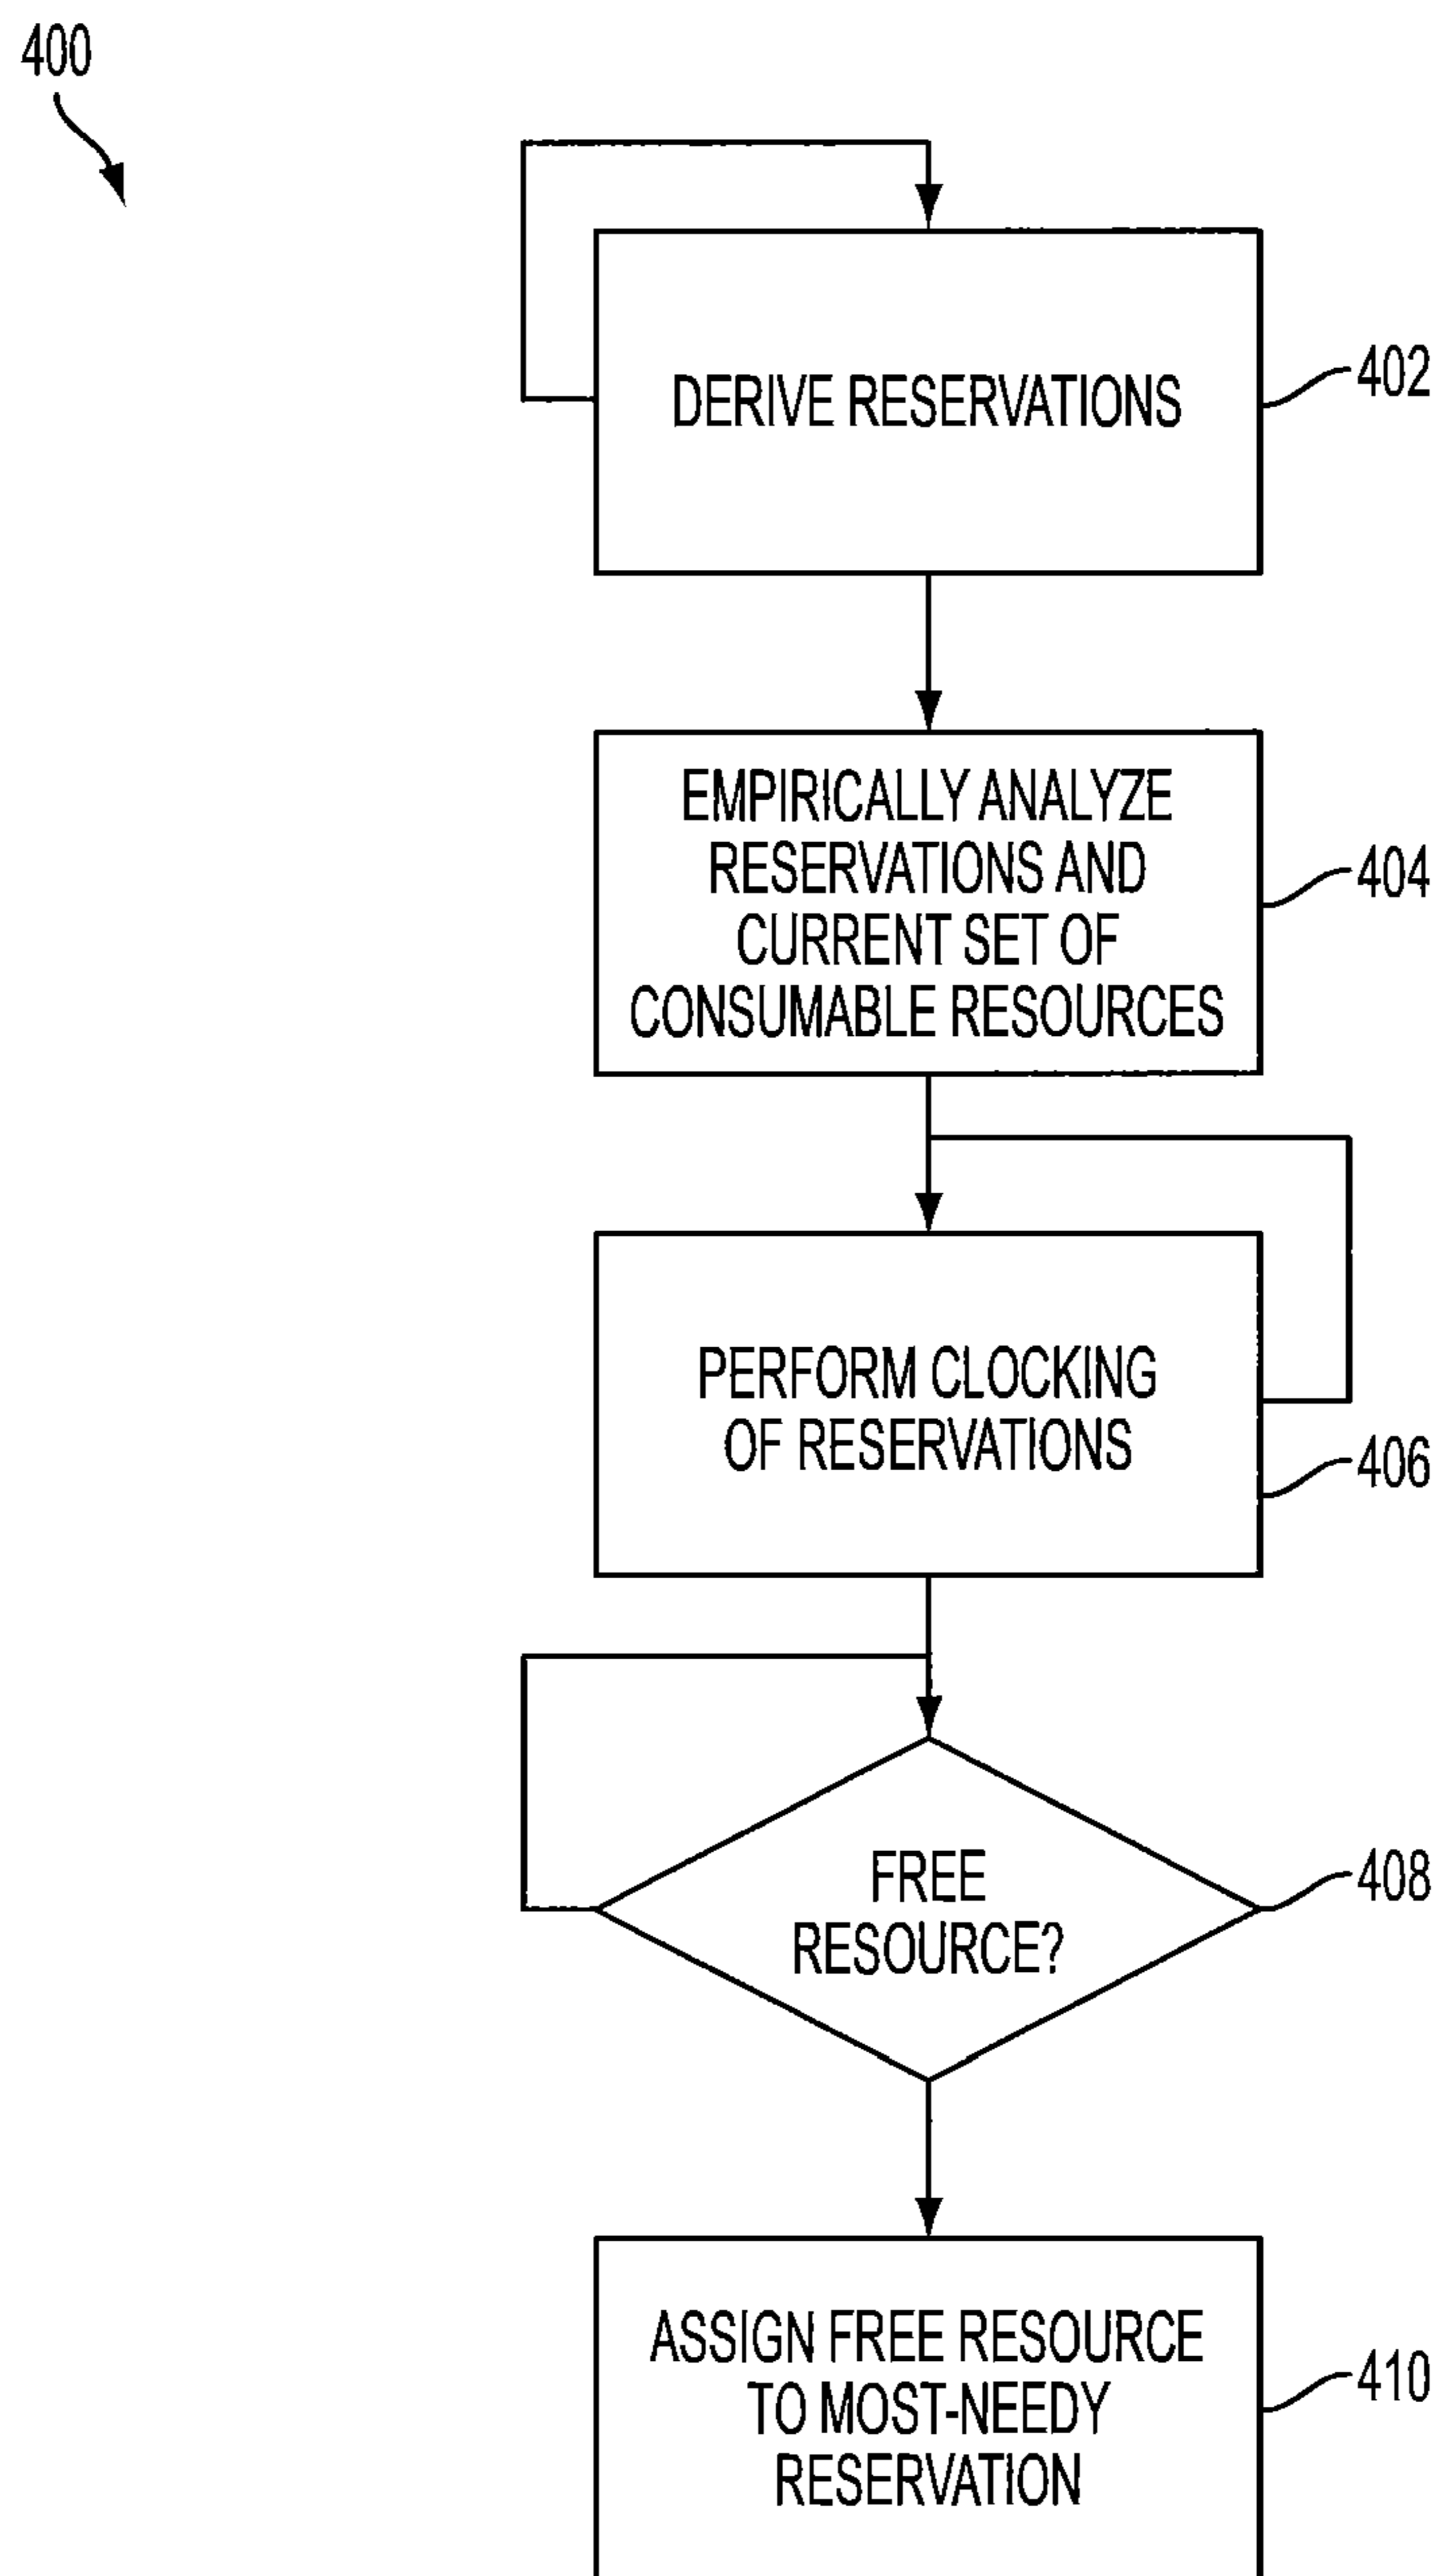 400
DERIVE RESERVATIONS
402
EMPIRICALLY ANALYZE
RESERVATIONS AND
CURRENT SET OF
CONSUMABLE RESOURCES
404
PERFORM CLOCKING
OF RESERVATIONS
406
FREE
RESOURCE?
408
ASSIGN FREE RESOURCE
TO MOST-NEEDY
RESERVATION
410